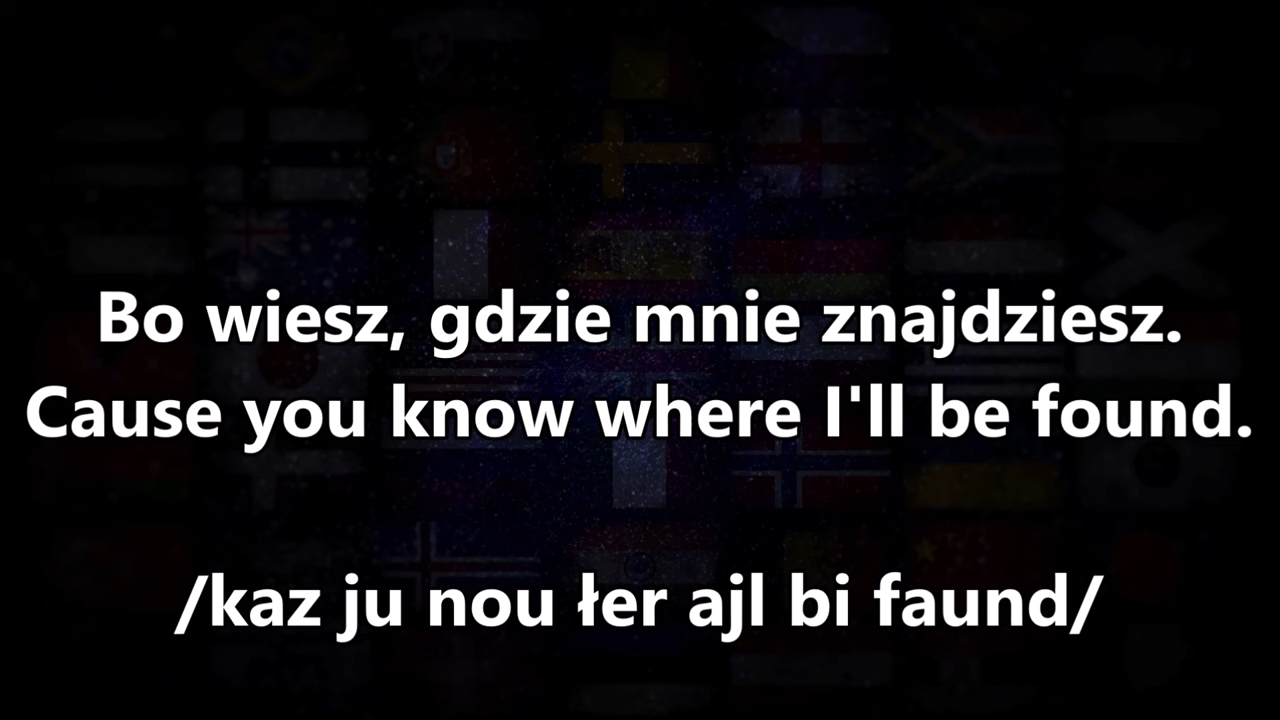 Bo wiesz, gdzie mnie znajdziesz.
Cause you know where I'll be found.
/kaz ju nou łer ajl bi faund/